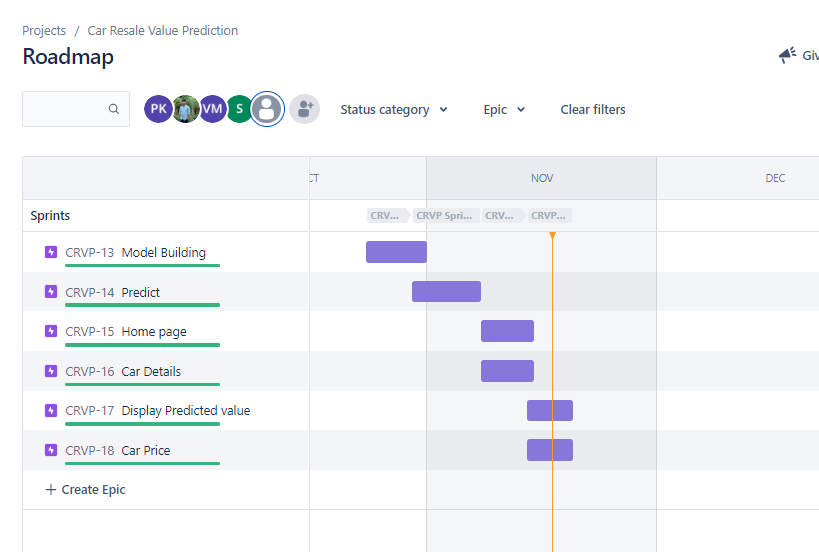 Projects / Car Resale Value Prediction
Roadmap
Giv
PK VM S Status category Epic Clear filters
CT NOV DEC
Sprints CRV... CRVP Spri... CRV... CRVP...
CRVP-13 Model Building
CRVP-14 Predict
CRVP-15 Home page
CRVP-16 Car Details
CRVP-17 Display Predicted value
CRVP-18 Car Price
+ Create Epic